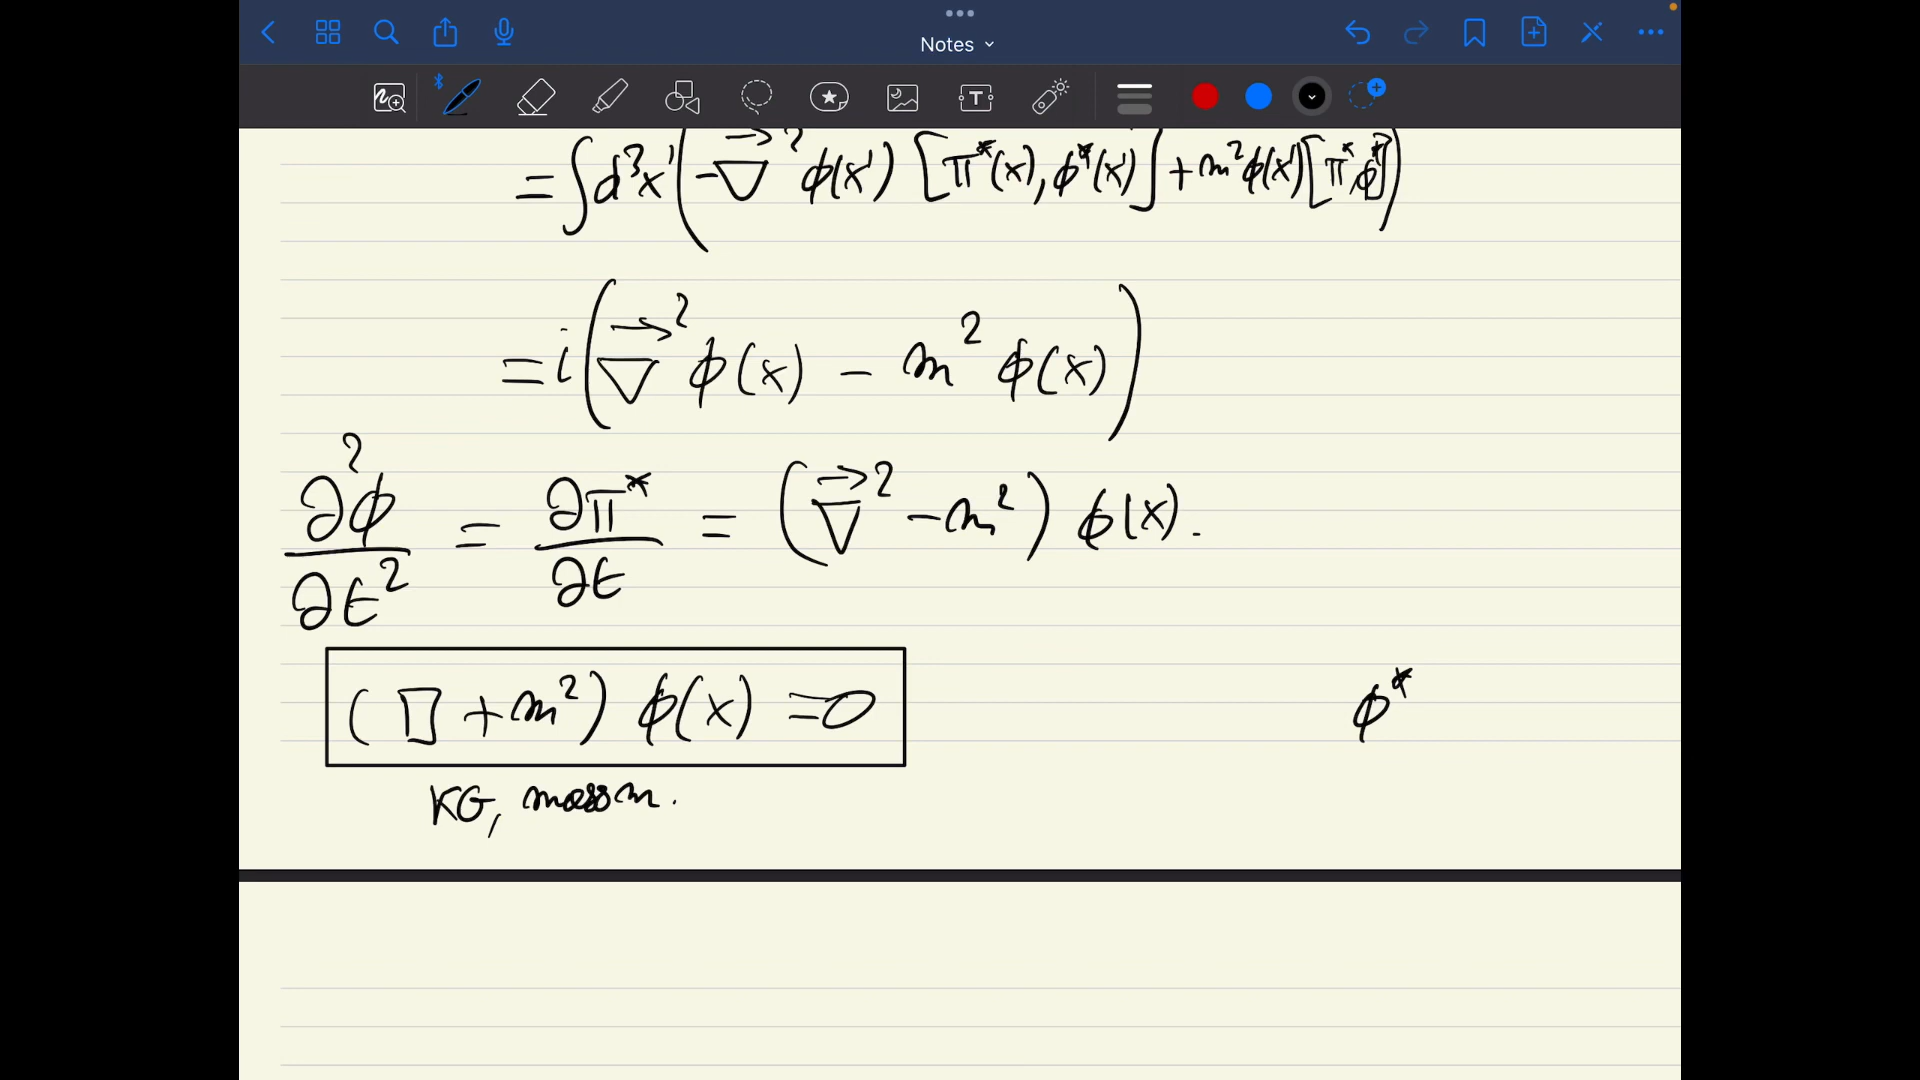 Notes
= ∫ d³x' ( -∇⃗² φ(x') [π*(x), φ*(x')] + m² φ(x') [π*, φ*] )
= i ( ∇⃗² φ(x) - m² φ(x) )
∂²φ/∂t² = ∂π*/∂t = ( ∇⃗² - m² ) φ(x).
( □ + m² ) φ(x) = 0
φ*
KG, mass m.